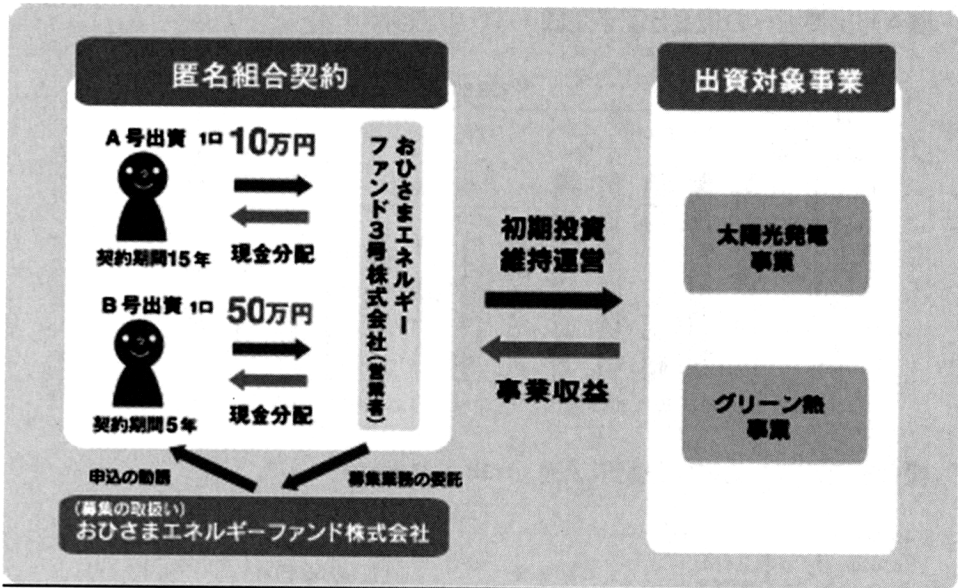 匿名組合契約
A号出資 1口 10万円
現金分配
契約期間15年
B号出資 1口 50万円
現金分配
契約期間5年
おひさまエネルギー
ファンド3号株式会社(営業者)
初期投資
維持運営
事業収益
出資対象事業
太陽光発電
事業
グリーン熱
事業
申込の勧誘
募集業務の委託
(募集の取扱い)
おひさまエネルギーファンド株式会社